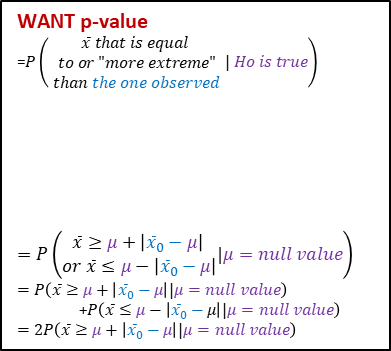 WANT p-value
x̄ that is equal
=P( to or "more extreme" | Ho is true)
than the one observed
x̄ ≥ μ + |x̄₀ − μ|
= P( |μ = null value)
or x̄ ≤ μ − |x̄₀ − μ|
= P(x̄ ≥ μ + |x̄₀ − μ||μ = null value)
+P(x̄ ≤ μ − |x̄₀ − μ||μ = null value)
= 2P(x̄ ≥ μ + |x̄₀ − μ||μ = null value)